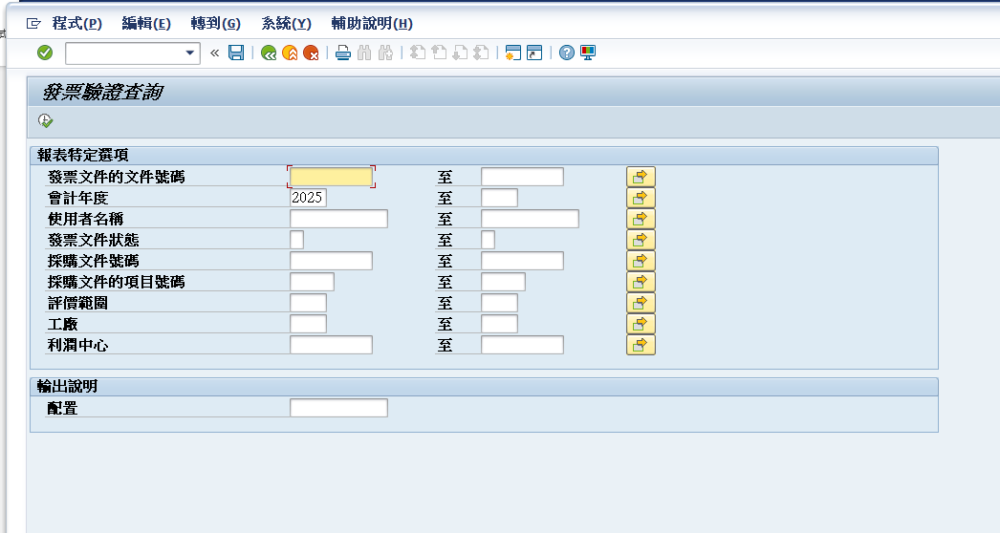 程式(P) 編輯(E) 轉到(G) 系統(Y) 輔助說明(H)
發票驗證查詢
報表特定選項
發票文件的文件號碼 至
會計年度 2025 至
使用者名稱 至
發票文件狀態 至
採購文件號碼 至
採購文件的項目號碼 至
評價範圍 至
工廠 至
利潤中心 至
輸出說明
配置